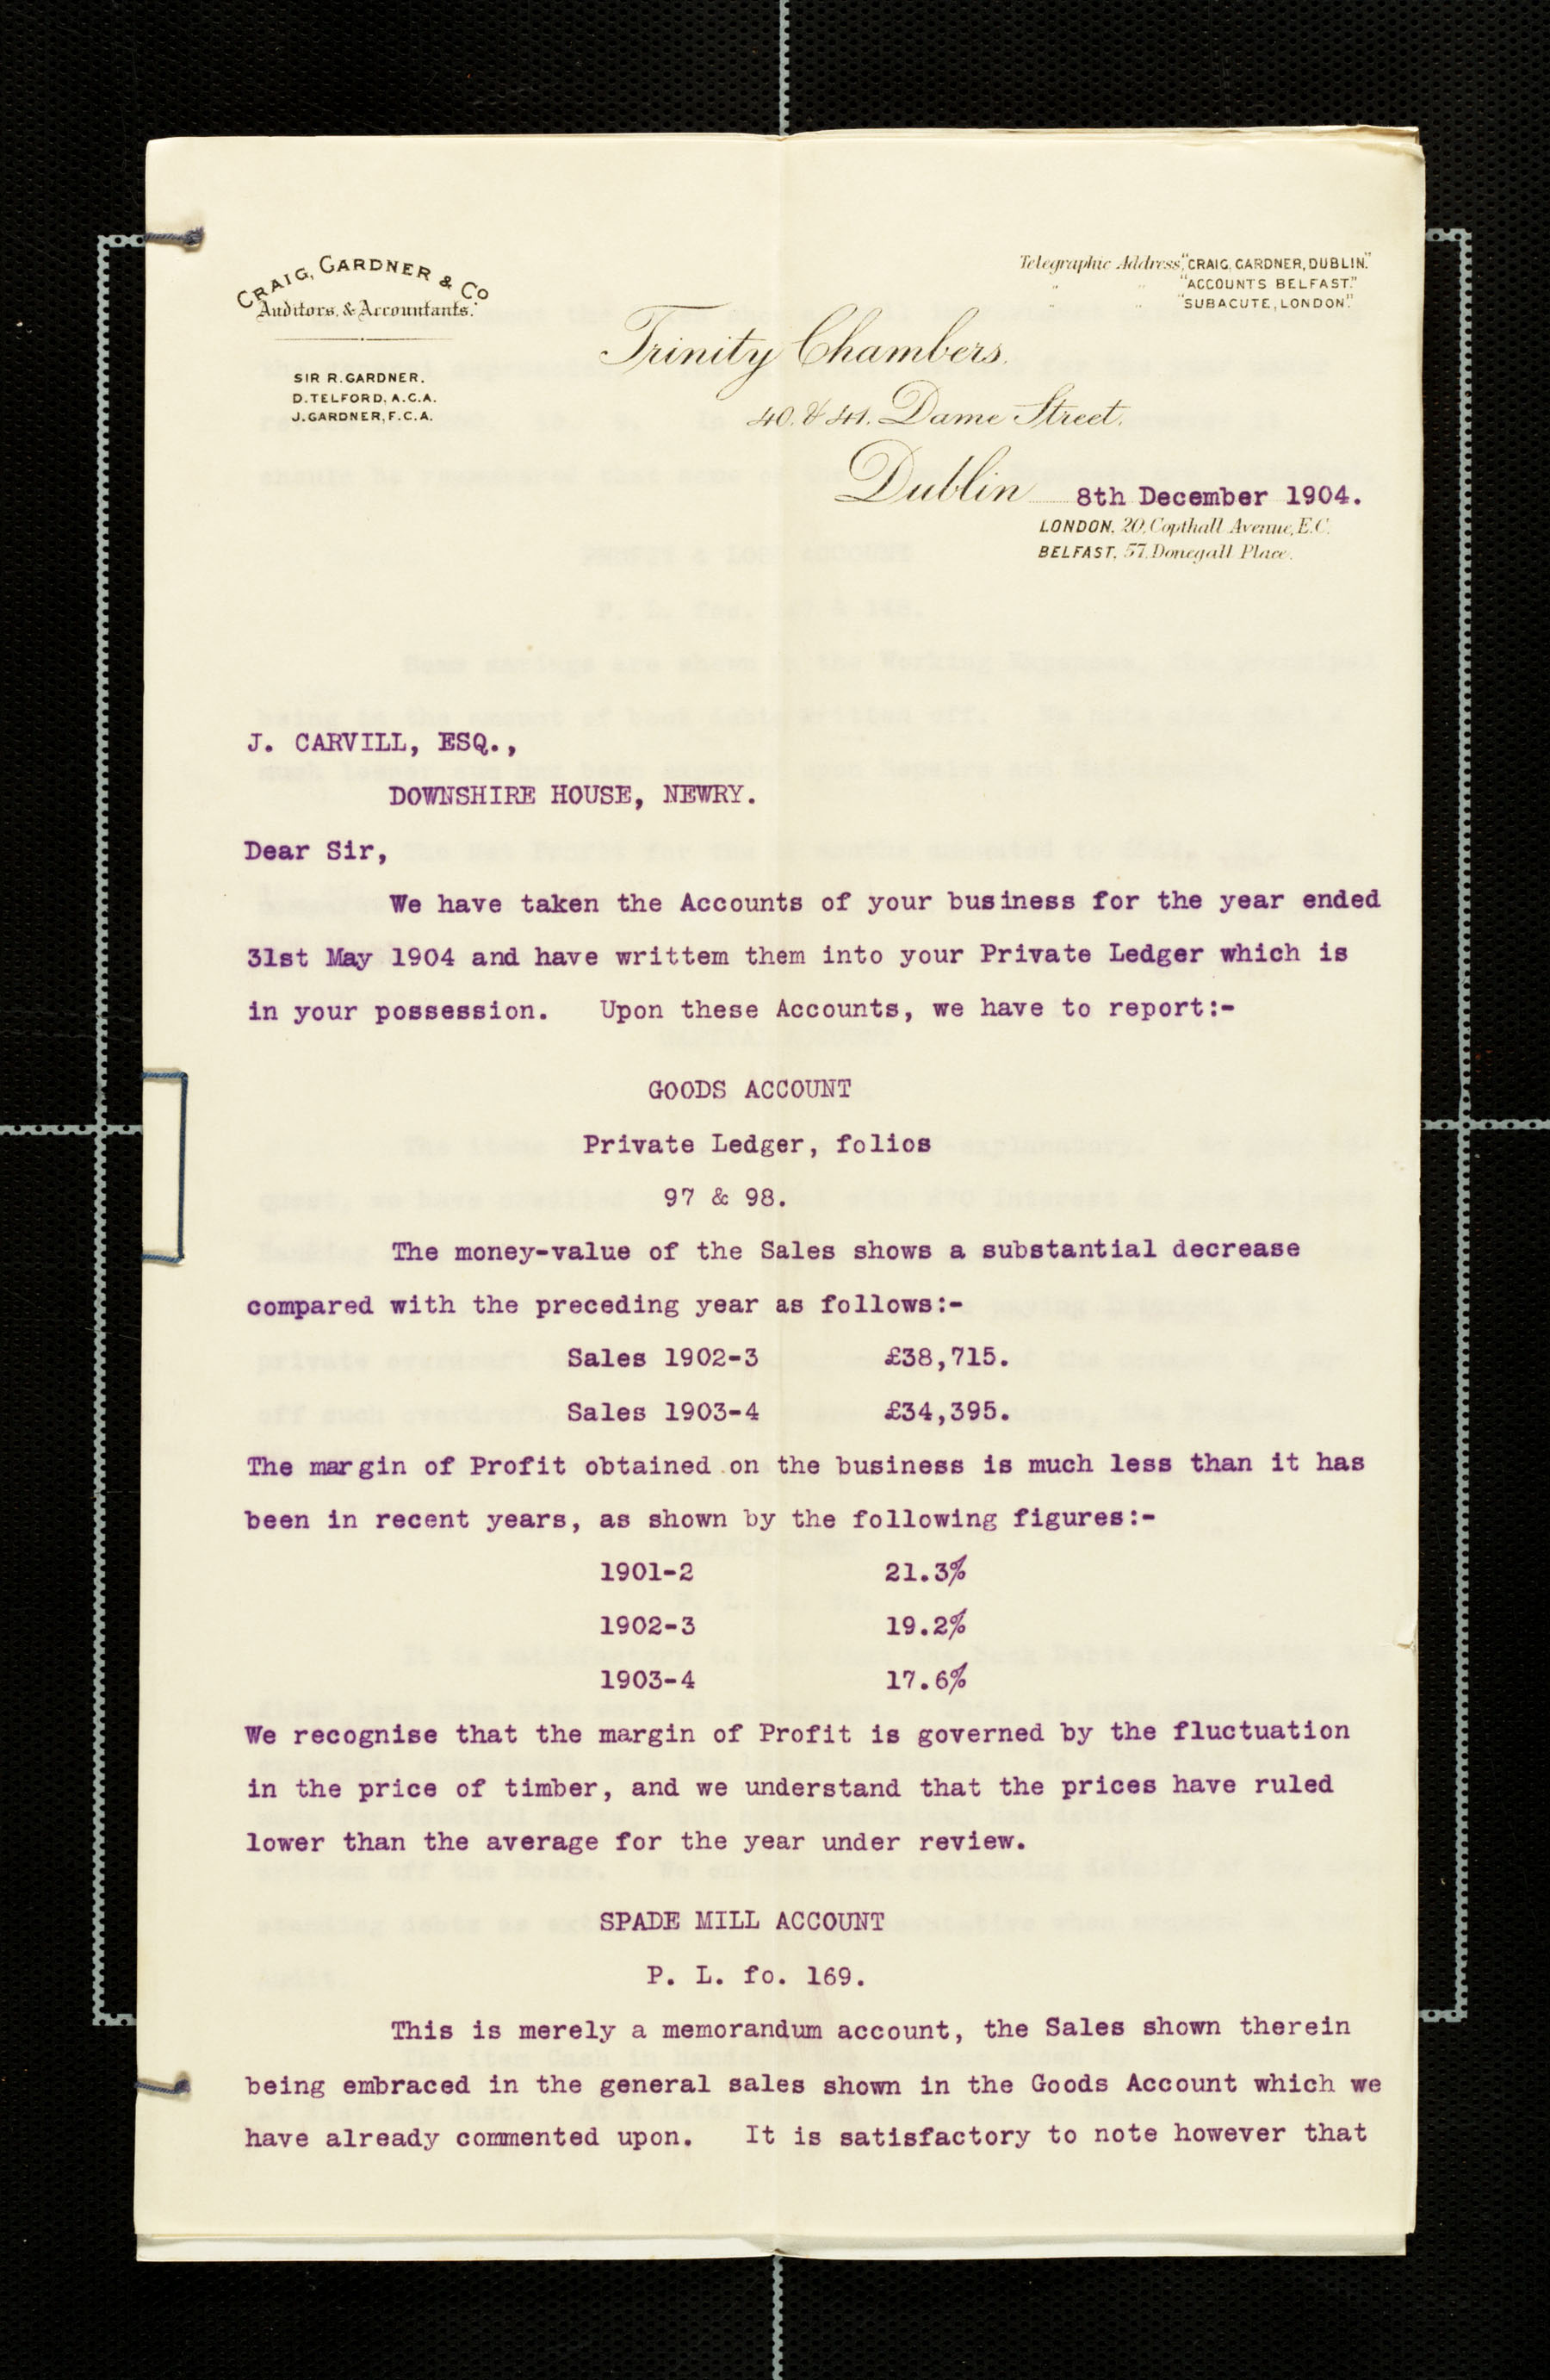 CRAIG, GARDNER & Co
Auditors, & Accountants.
SIR R. GARDNER.
D. TELFORD, A.C.A.
J. GARDNER, F.C.A.
Telegraphic Address, "CRAIG, GARDNER, DUBLIN."
" " "ACCOUNTS BELFAST."
" " "SUBACUTE, LONDON."
Trinity Chambers,
40. & 41. Dame Street,
Dublin 8th December 1904.
LONDON, 20, Copthall Avenue, E.C.
BELFAST, 57, Donegall Place.
J. CARVILL, ESQ.,
DOWNSHIRE HOUSE, NEWRY.
Dear Sir,
We have taken the Accounts of your business for the year ended
31st May 1904 and have writtem them into your Private Ledger which is
in your possession. Upon these Accounts, we have to report:-
GOODS ACCOUNT
Private Ledger, folios
97 & 98.
The money-value of the Sales shows a substantial decrease
compared with the preceding year as follows:-
Sales 1902-3 £38,715.
Sales 1903-4 £34,395.
The margin of Profit obtained on the business is much less than it has
been in recent years, as shown by the following figures:-
1901-2 21.3%
1902-3 19.2%
1903-4 17.6%
We recognise that the margin of Profit is governed by the fluctuation
in the price of timber, and we understand that the prices have ruled
lower than the average for the year under review.
SPADE MILL ACCOUNT
P. L. fo. 169.
This is merely a memorandum account, the Sales shown therein
being embraced in the general sales shown in the Goods Account which we
have already commented upon. It is satisfactory to note however that